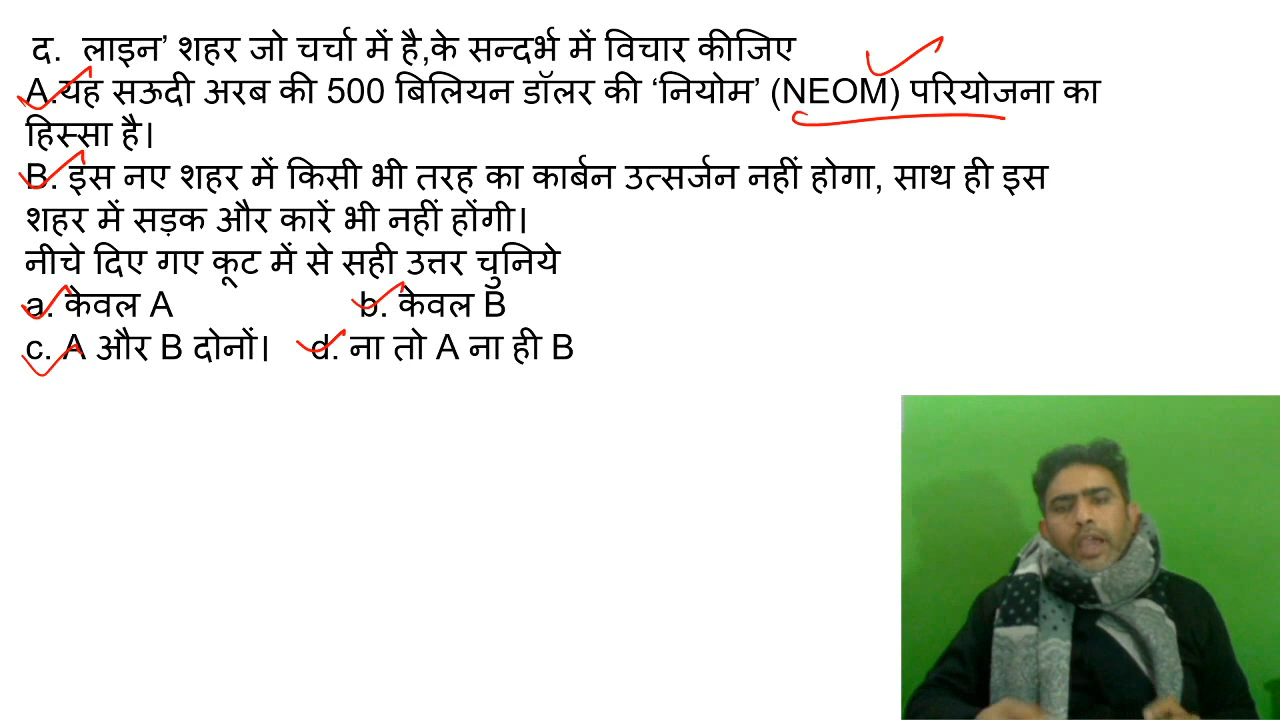 द. लाइन’ शहर जो चर्चा में है,के सन्दर्भ में विचार कीजिए
A.यह सऊदी अरब की 500 बिलियन डॉलर की ‘नियोम’ (NEOM) परियोजना का
हिस्सा है।
B. इस नए शहर में किसी भी तरह का कार्बन उत्सर्जन नहीं होगा, साथ ही इस
शहर में सड़क और कारें भी नहीं होंगी।
नीचे दिए गए कूट में से सही उत्तर चुनिये
a. केवल A b. केवल B
c. A और B दोनों। d. ना तो A ना ही B